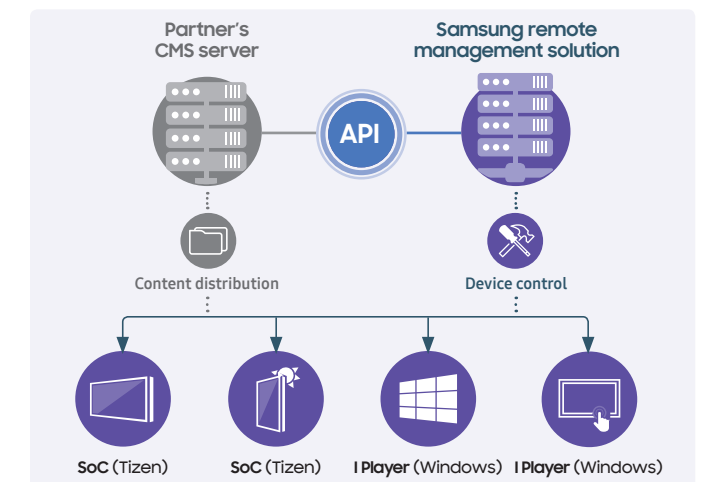 Partner's
CMS server
Samsung remote
management solution
API
Content distribution
Device control
SoC (Tizen)
SoC (Tizen)
I Player (Windows)
I Player (Windows)